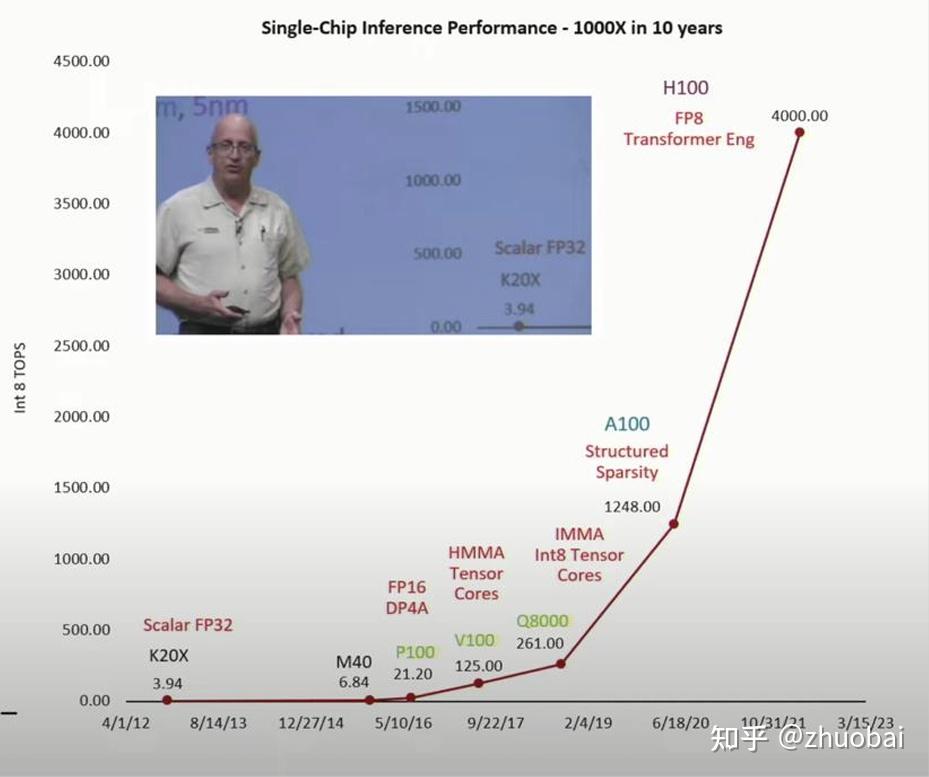 Single-Chip Inference Performance - 1000X in 10 years
4500.00
4000.00
3500.00
3000.00
2500.00
2000.00
1500.00
1000.00
500.00
0.00
Int 8 TOPS
m, 5nm
1500.00
1000.00
500.00
0.00
Scalar FP32
K20X
3.94
H100
FP8
Transformer Eng
4000.00
A100
Structured
Sparsity
1248.00
IMMA
Int8 Tensor
Cores
Q8000
261.00
HMMA
Tensor
Cores
V100
125.00
FP16
DP4A
P100
21.20
M40
6.84
Scalar FP32
K20X
3.94
4/1/12 8/14/13 12/27/14 5/10/16 9/22/17 2/4/19 6/18/20 10/31/21 3/15/23
知乎 @zhuobai